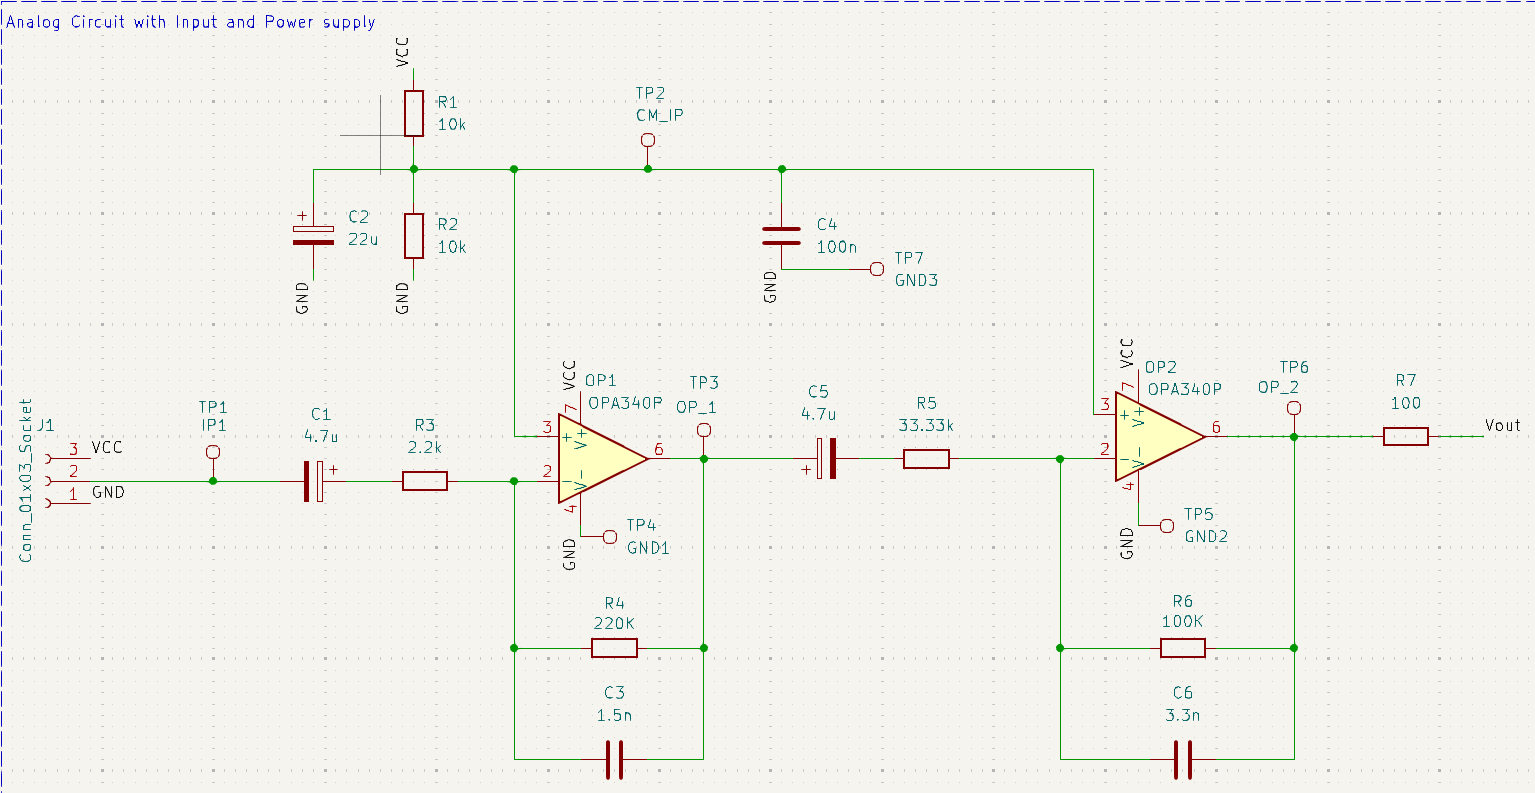 Analog Circuit with Input and Power supply
VCC
R1
10k
TP2
CM_IP
+
C2
22u
R2
10k
C4
100n
GND
GND
GND
TP7
GND3
J1
Conn_01x03_Socket
3 VCC
2
1 GND
TP1
IP1
C1
4.7u
+
R3
2.2k
VCC
7
OP1
OPA340P
3
+
V+
2
-
V-
6
4
GND
TP4
GND1
TP3
OP_1
C5
4.7u
+
R5
33.33k
VCC
7
OP2
OPA340P
3
+
V+
2
-
V-
6
4
GND
TP5
GND2
TP6
OP_2
R7
100
Vout
R4
220K
C3
1.5n
R6
100K
C6
3.3n